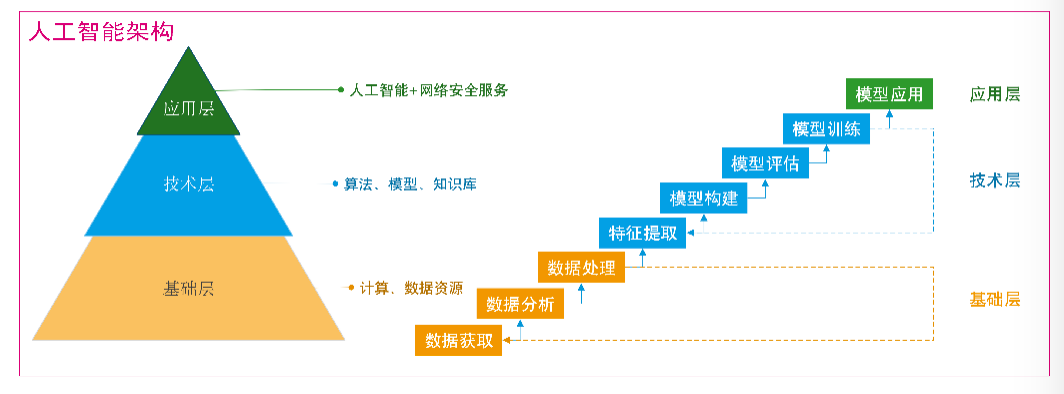 人工智能架构
应用层
人工智能+网络安全服务
技术层
算法、模型、知识库
基础层
计算、数据资源
模型应用
应用层
模型训练
模型评估
技术层
模型构建
特征提取
数据处理
数据分析
基础层
数据获取